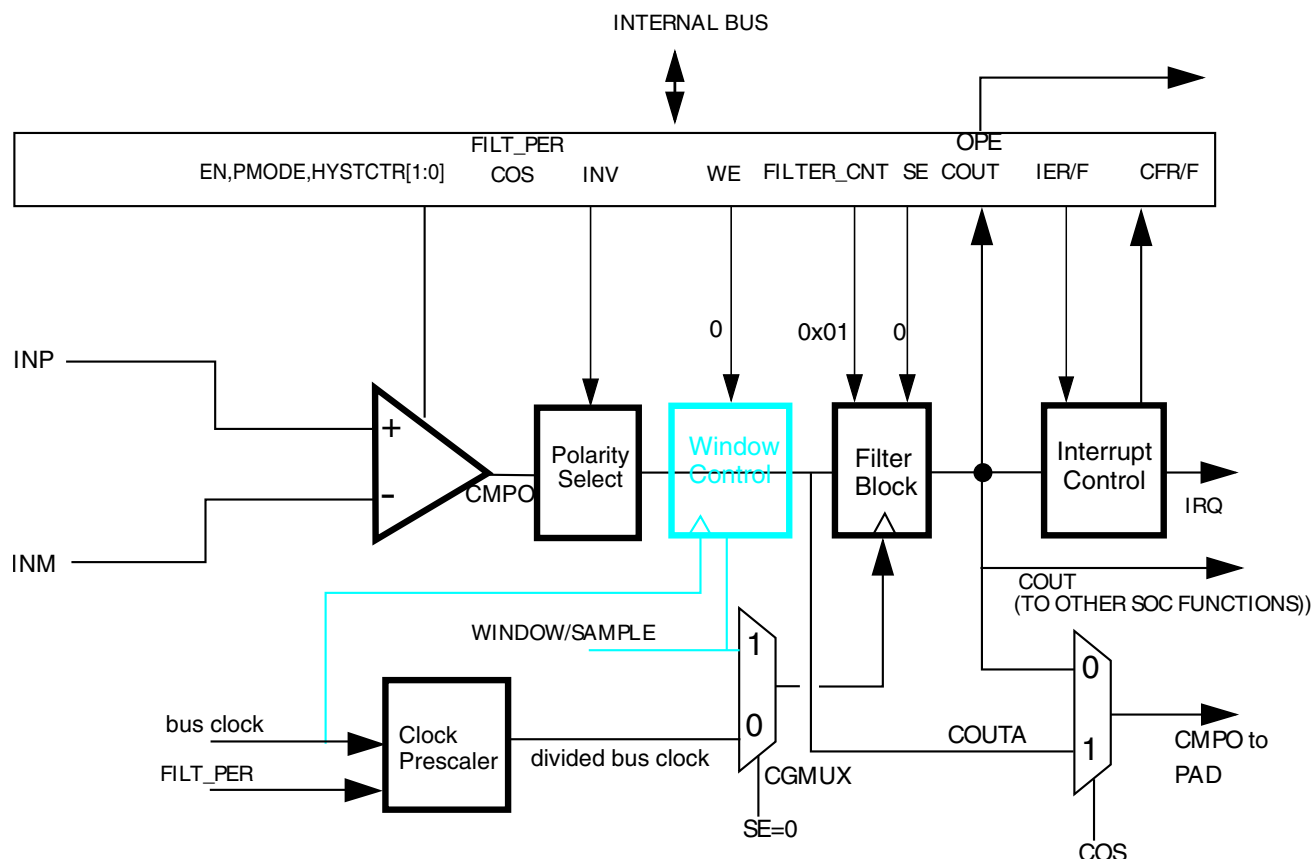 INTERNAL BUS
OPE
FILT_PER
EN,PMODE,HYSTCTR[1:0]
COS
INV
WE
FILTER_CNT
SE
COUT
IER/F
CFR/F
0
0x01
0
INP
+
-
INM
CMPO
Polarity
Select
Window
Control
Filter
Block
Interrupt
Control
IRQ
COUT
(TO OTHER SOC FUNCTIONS))
WINDOW/SAMPLE
1
0
0
1
bus clock
FILT_PER
Clock
Prescaler
divided bus clock
CGMUX
SE=0
COUTA
CMPO to
PAD
COS